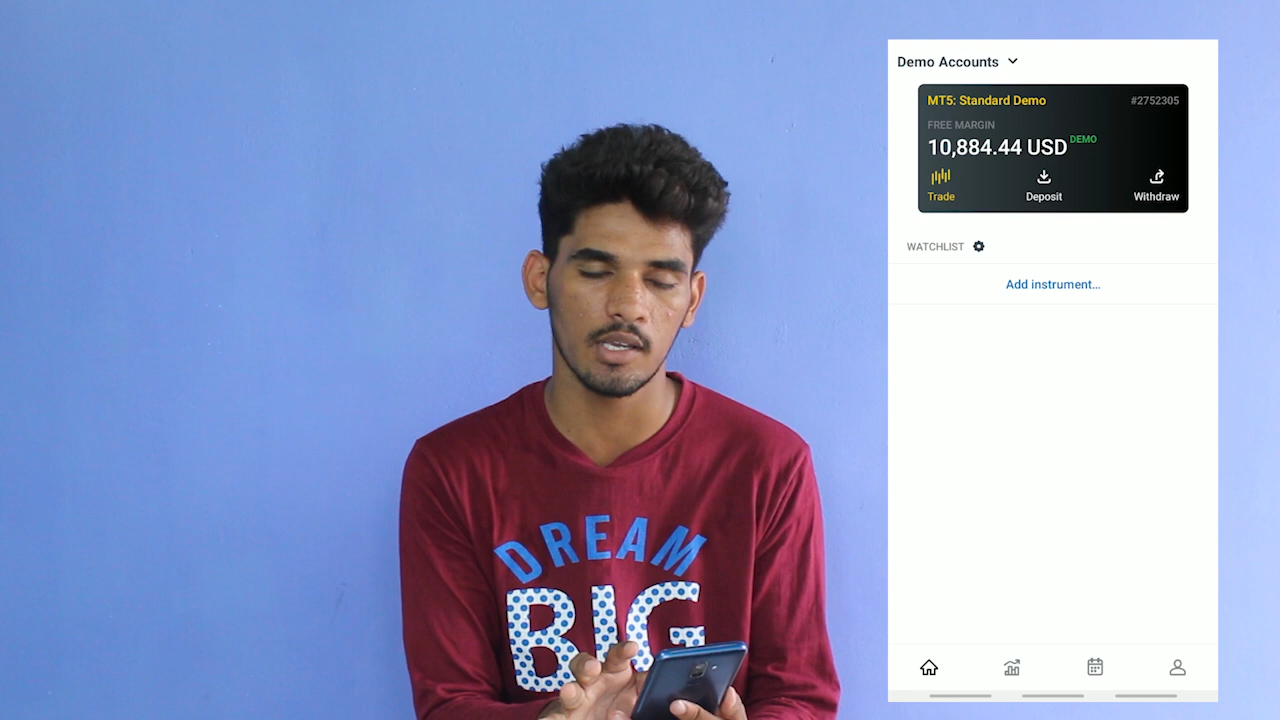 DREAM
BIG
Demo Accounts
MT5: Standard Demo #2752305
FREE MARGIN
10,884.44 USD DEMO
Trade Deposit Withdraw
WATCHLIST
Add instrument...